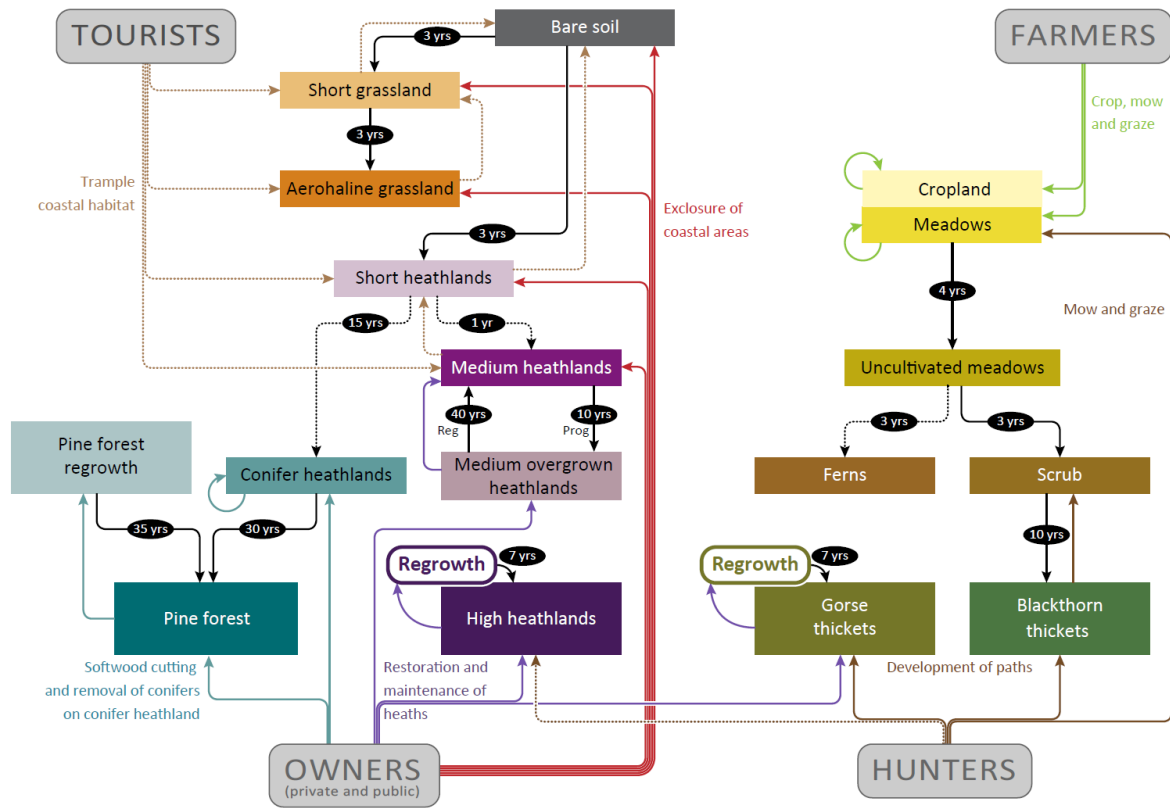 TOURISTS
Bare soil
FARMERS
3 yrs
Short grassland
Crop, mow
and graze
3 yrs
Trample
coastal habitat
Aerohaline grassland
Cropland
Exclosure of
coastal areas
Meadows
3 yrs
Short heathlands
4 yrs
Mow and graze
15 yrs
1 yr
Medium heathlands
Uncultivated meadows
40 yrs
Reg
10 yrs
Prog
3 yrs
3 yrs
Pine forest
regrowth
Conifer heathlands
Medium overgrown
heathlands
Ferns
Scrub
35 yrs
30 yrs
10 yrs
Regrowth
7 yrs
Regrowth
7 yrs
Pine forest
High heathlands
Gorse
thickets
Blackthorn
thickets
Softwood cutting
and removal of conifers
on conifer heathland
Restoration and
maintenance of
heaths
Development of paths
OWNERS
(private and public)
HUNTERS